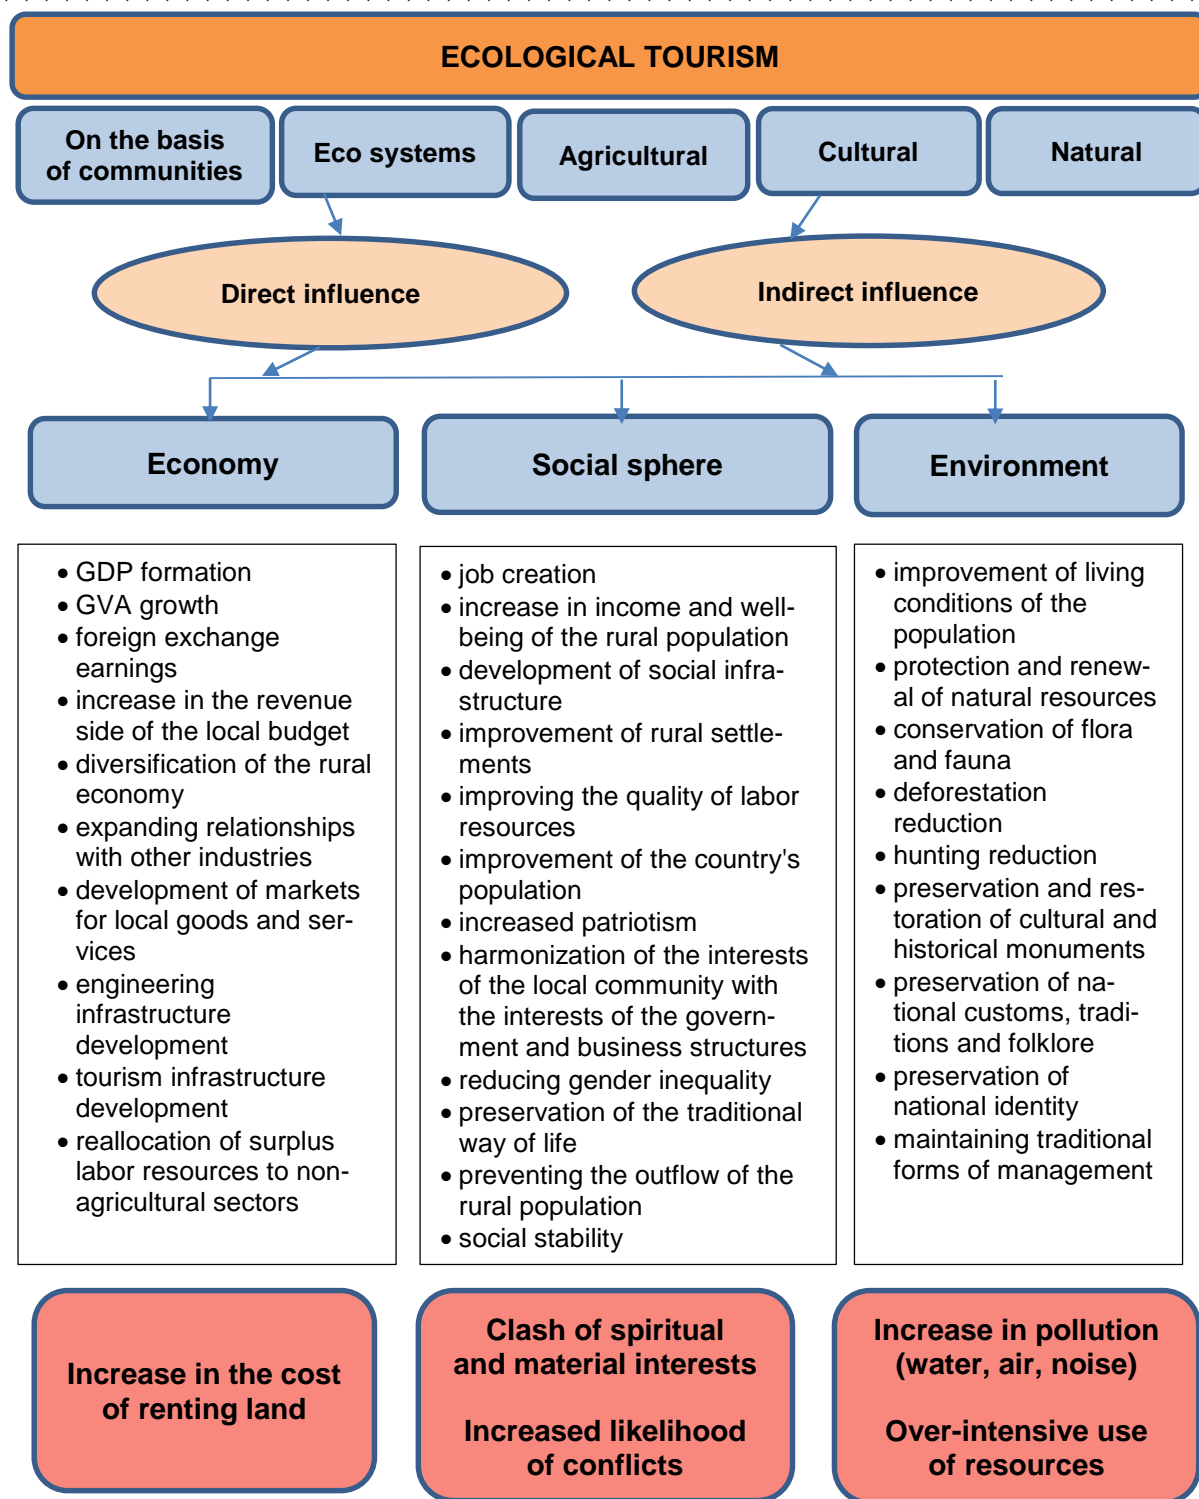 ECOLOGICAL TOURISM
On the basis
of communities
Eco systems
Agricultural
Cultural
Natural
Direct influence
Indirect influence
Economy
Social sphere
Environment
• GDP formation
• GVA growth
• foreign exchange
earnings
• increase in the revenue
side of the local budget
• diversification of the rural
economy
• expanding relationships
with other industries
• development of markets
for local goods and ser-
vices
• engineering
infrastructure
development
• tourism infrastructure
development
• reallocation of surplus
labor resources to non-
agricultural sectors
• job creation
• increase in income and well-
being of the rural population
• development of social infra-
structure
• improvement of rural settle-
ments
• improving the quality of labor
resources
• improvement of the country's
population
• increased patriotism
• harmonization of the interests
of the local community with
the interests of the govern-
ment and business structures
• reducing gender inequality
• preservation of the traditional
way of life
• preventing the outflow of the
rural population
• social stability
• improvement of living
conditions of the
population
• protection and renew-
al of natural resources
• conservation of flora
and fauna
• deforestation
reduction
• hunting reduction
• preservation and res-
toration of cultural and
historical monuments
• preservation of na-
tional customs, tradi-
tions and folklore
• preservation of
national identity
• maintaining traditional
forms of management
Increase in the cost
of renting land
Clash of spiritual
and material interests
Increased likelihood
of conflicts
Increase in pollution
(water, air, noise)
Over-intensive use
of resources